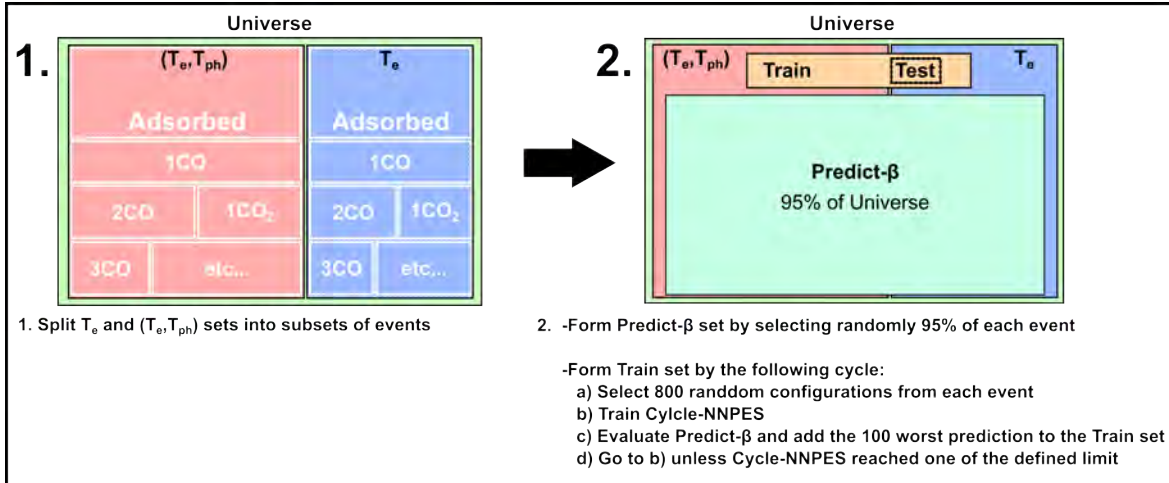 Universe
1.
(Te,Tph)
Te
Adsorbed
Adsorbed
1CO
1CO
2CO
1CO2
2CO
1CO2
3CO
etc...
3CO
etc...
1. Split Te and (Te,Tph) sets into subsets of events
Universe
2.
(Te,Tph)
Train
Test
Te
Predict-β
95% of Universe
2. -Form Predict-β set by selecting randomly 95% of each event
-Form Train set by the following cycle:
a) Select 800 randdom configurations from each event
b) Train Cylcle-NNPES
c) Evaluate Predict-β and add the 100 worst prediction to the Train set
d) Go to b) unless Cycle-NNPES reached one of the defined limit